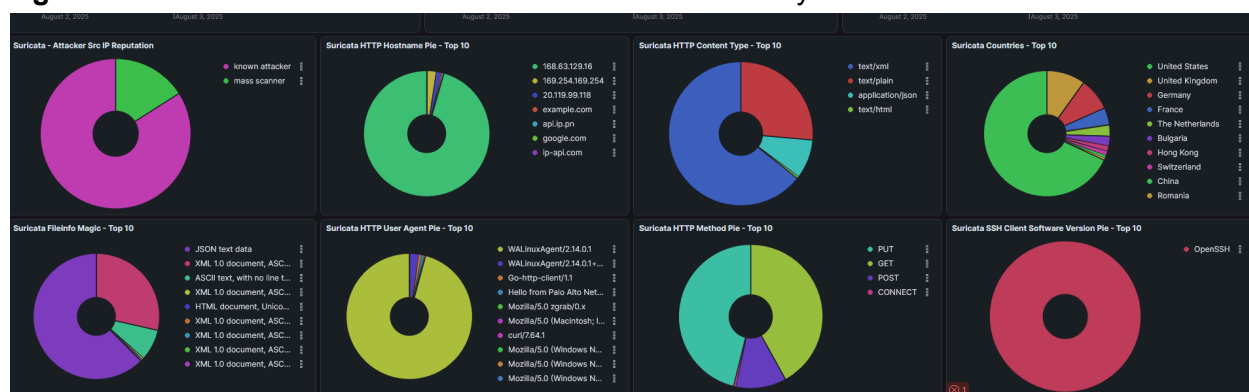 August 2, 2025
August 3, 2025
August 2, 2025
August 3, 2025
August 2, 2025
August 3, 2025
Suricata - Attacker Src IP Reputation
known attacker
mass scanner
Suricata HTTP Hostname Pie - Top 10
168.63.129.16
169.254.169.254
20.119.99.118
example.com
api.ip.pn
google.com
ip-api.com
Suricata HTTP Content Type - Top 10
text/xml
text/plain
application/json
text/html
Suricata Countries - Top 10
United States
United Kingdom
Germany
France
The Netherlands
Bulgaria
Hong Kong
Switzerland
China
Romania
Suricata FileInfo Magic - Top 10
JSON text data
XML 1.0 document, ASC...
ASCII text, with no line t...
XML 1.0 document, ASC...
HTML document, Unico...
XML 1.0 document, ASC...
XML 1.0 document, ASC...
XML 1.0 document, ASC...
XML 1.0 document, ASC...
Suricata HTTP User Agent Pie - Top 10
WALinuxAgent/2.14.0.1
WALinuxAgent/2.14.0.1+...
Go-http-client/1.1
Hello from Palo Alto Net...
Mozilla/5.0 zgrab/0.x
Mozilla/5.0 (Macintosh; I...
curl/7.64.1
Mozilla/5.0 (Windows N...
Mozilla/5.0 (Windows N...
Mozilla/5.0 (Windows N...
Suricata HTTP Method Pie - Top 10
PUT
GET
POST
CONNECT
Suricata SSH Client Software Version Pie - Top 10
OpenSSH
1